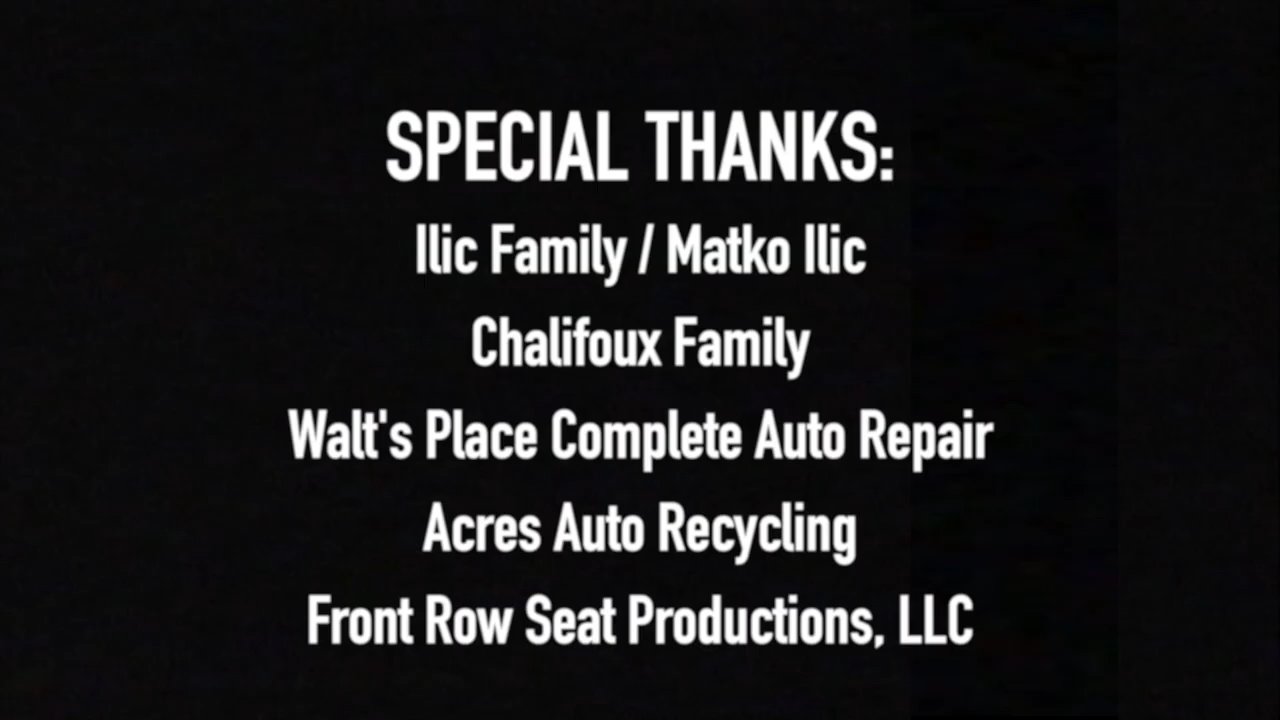 SPECIAL THANKS:
Ilic Family / Matko Ilic
Chalifoux Family
Walt's Place Complete Auto Repair
Acres Auto Recycling
Front Row Seat Productions, LLC